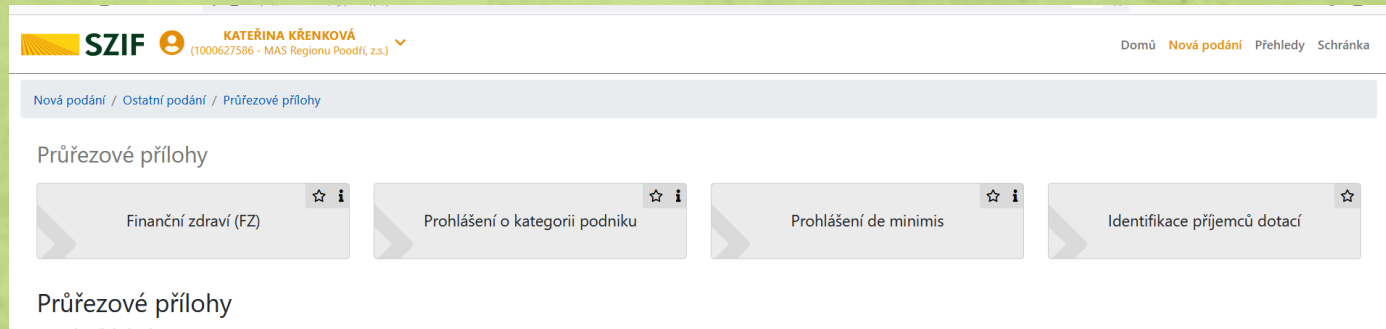 SZIF
KATEŘINA KŘENKOVÁ
(1000627586 - MAS Regionu Poodří, z.s.)
Domů Nová podání Přehledy Schránka
Nová podání / Ostatní podání / Průřezové přílohy
Průřezové přílohy
Finanční zdraví (FZ)
Prohlášení o kategorii podniku
Prohlášení de minimis
Identifikace příjemců dotací
Průřezové přílohy